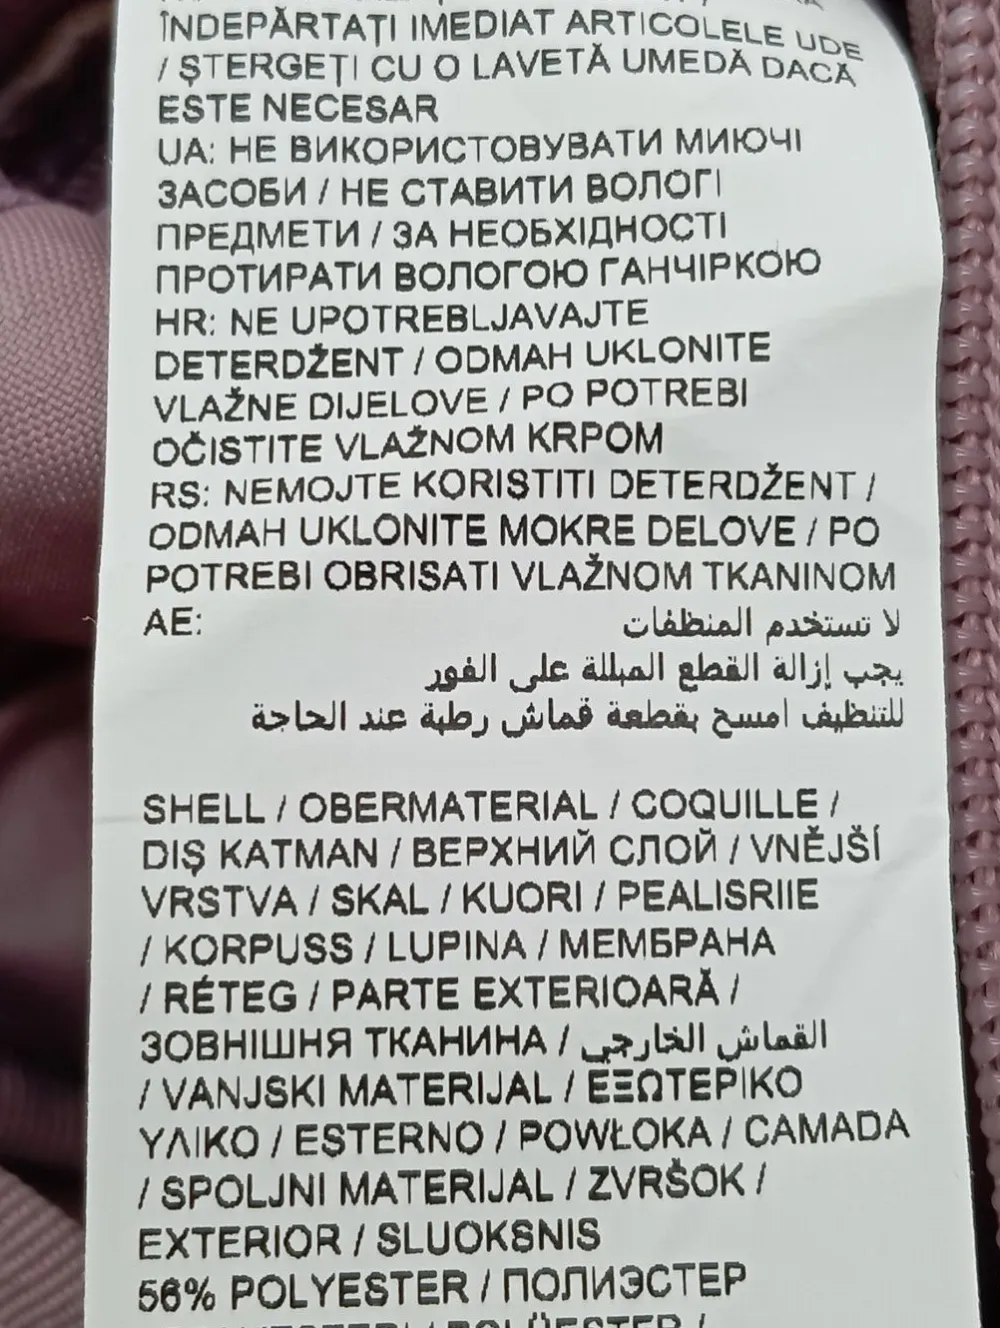 ÎNDEPĂRTAȚI IMEDIAT ARTICOLELE UDE
/ ȘTERGEȚI CU O LAVETĂ UMEDĂ DACĂ
ESTE NECESAR
UA: НЕ ВИКОРИСТОВУВАТИ МИЮЧІ
ЗАСОБИ / НЕ СТАВИТИ ВОЛОГІ
ПРЕДМЕТИ / ЗА НЕОБХІДНОСТІ
ПРОТИРАТИ ВОЛОГОЮ ГАНЧІРКОЮ
HR: NE UPOTREBLJAVAJTE
DETERDŽENT / ODMAH UKLONITE
VLAŽNE DIJELOVE / PO POTREBI
OČISTITE VLAŽNOM KRPOM
RS: NEMOJTE KORISTITI DETERDŽENT /
ODMAH UKLONITE MOKRE DELOVE / PO
POTREBI OBRISATI VLAŽNOM TKANINOM
AE: لا تستخدم المنظفات
يجب إزالة القطع المبللة على الفور
للتنظيف امسح بقطعة قماش رطبة عند الحاجة
SHELL / OBERMATERIAL / COQUILLE /
DIŞ KATMAN / ВЕРХНИЙ СЛОЙ / VNĚJŠÍ
VRSTVA / SKAL / KUORI / PEALISRIIE
/ KORPUSS / LUPINA / МЕМБРАНА
/ RÉTEG / PARTE EXTERIOARĂ /
ЗОВНІШНЯ ТКАНИНА / القماش الخارجي
/ VANJSKI MATERIJAL / ΕΞΩΤΕΡΙΚΟ
ΥΛΙΚΟ / ESTERNO / POWŁOKA / CAMADA
/ SPOLJNI MATERIJAL / ZVRŠOK /
EXTERIOR / SLUOKSNIS
56% POLYESTER / ПОЛИЭСТЕР